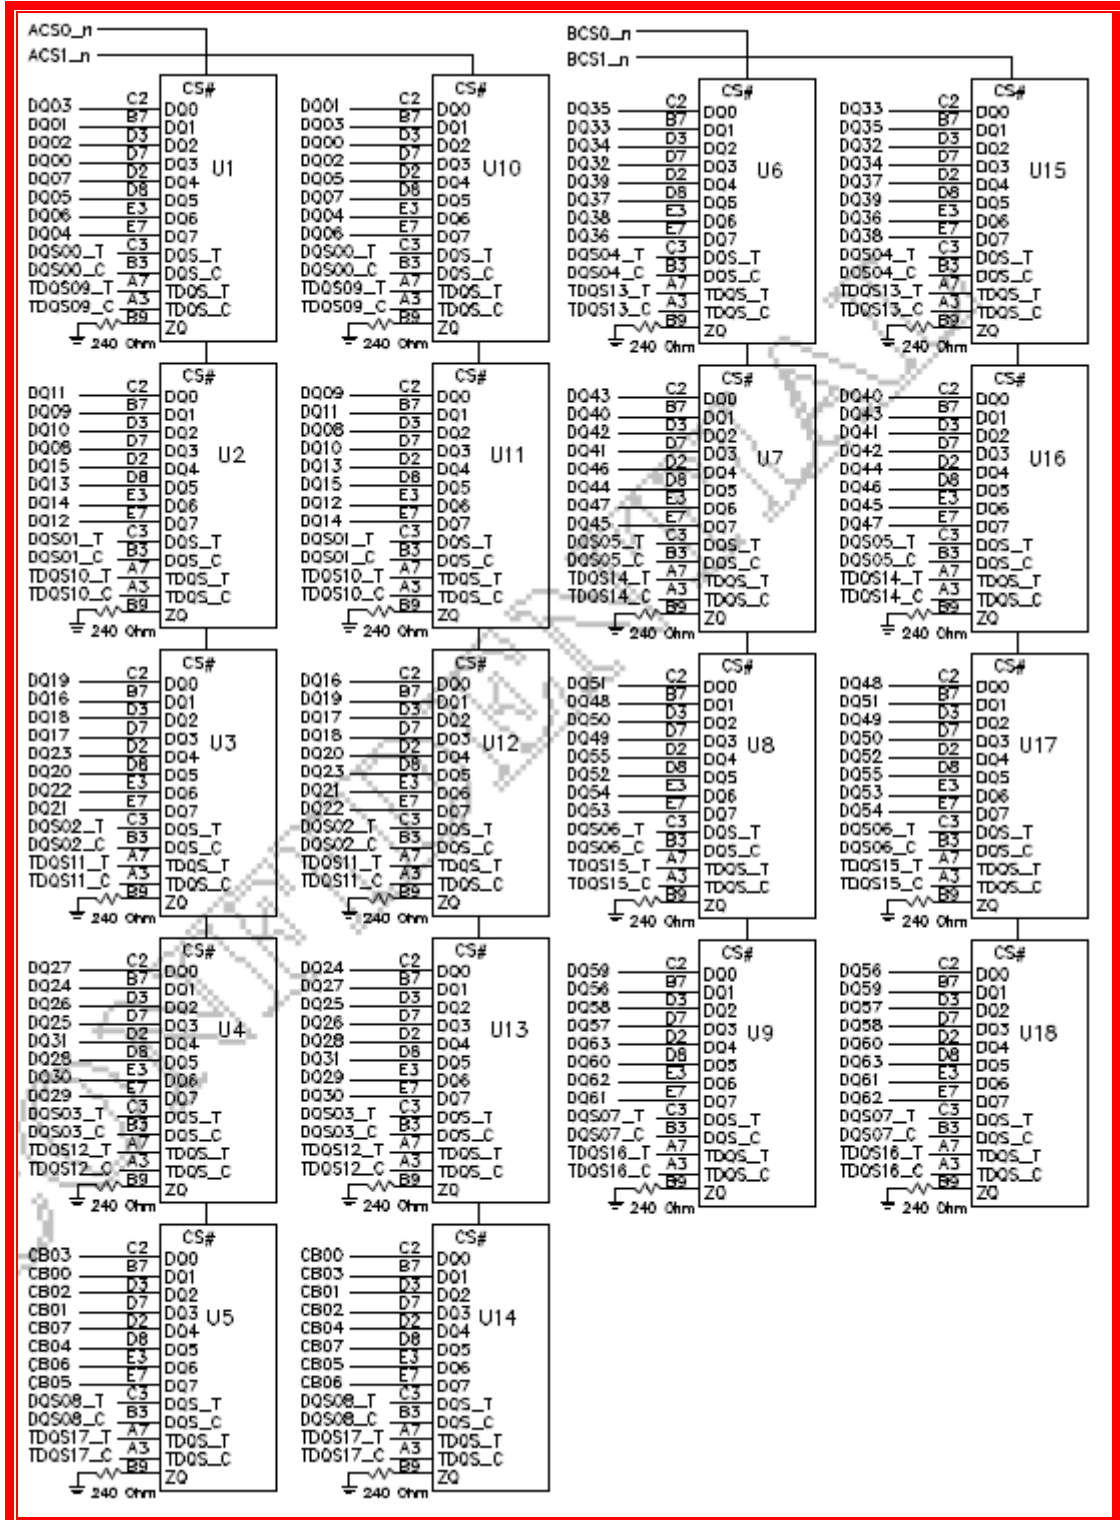 ACS0_n
ACS1_n
CS#
DQ03 C2 DQ0
DQ01 B7 DQ1
DQ02 D3 DQ2
DQ00 D7 DQ3 U1
DQ07 D2 DQ4
DQ05 D8 DQ5
DQ06 E3 DQ6
DQ04 E7 DQ7
DQS00_T C3 DQS_T
DQS00_C B3 DQS_C
TDQS09_T A7 TDQS_T
TDQS09_C A3 TDQS_C
B9 ZQ
240 Ohm
CS#
DQ11 C2 DQ0
DQ09 B7 DQ1
DQ10 D3 DQ2
DQ08 D7 DQ3 U2
DQ15 D2 DQ4
DQ13 D8 DQ5
DQ14 E3 DQ6
DQ12 E7 DQ7
DQS01_T C3 DQS_T
DQS01_C B3 DQS_C
TDQS10_T A7 TDQS_T
TDQS10_C A3 TDQS_C
B9 ZQ
240 Ohm
CS#
DQ19 C2 DQ0
DQ16 B7 DQ1
DQ18 D3 DQ2
DQ17 D7 DQ3 U3
DQ23 D2 DQ4
DQ20 D8 DQ5
DQ22 E3 DQ6
DQ21 E7 DQ7
DQS02_T C3 DQS_T
DQS02_C B3 DQS_C
TDQS11_T A7 TDQS_T
TDQS11_C A3 TDQS_C
B9 ZQ
240 Ohm
CS#
DQ27 C2 DQ0
DQ24 B7 DQ1
DQ26 D3 DQ2
DQ25 D7 DQ3 U4
DQ31 D2 DQ4
DQ28 D8 DQ5
DQ30 E3 DQ6
DQ29 E7 DQ7
DQS03_T C3 DQS_T
DQS03_C B3 DQS_C
TDQS12_T A7 TDQS_T
TDQS12_C A3 TDQS_C
B9 ZQ
240 Ohm
CS#
CB03 C2 DQ0
CB00 B7 DQ1
CB02 D3 DQ2
CB01 D7 DQ3 U5
CB07 D2 DQ4
CB04 D8 DQ5
CB06 E3 DQ6
CB05 E7 DQ7
DQS08_T C3 DQS_T
DQS08_C B3 DQS_C
TDQS17_T A7 TDQS_T
TDQS17_C A3 TDQS_C
B9 ZQ
240 Ohm
CS#
DQ01 C2 DQ0
DQ03 B7 DQ1
DQ00 D3 DQ2
DQ02 D7 DQ3 U10
DQ05 D2 DQ4
DQ07 D8 DQ5
DQ04 E3 DQ6
DQ06 E7 DQ7
DQS00_T C3 DQS_T
DQS00_C B3 DQS_C
TDQS09_T A7 TDQS_T
TDQS09_C A3 TDQS_C
B9 ZQ
240 Ohm
CS#
DQ09 C2 DQ0
DQ11 B7 DQ1
DQ08 D3 DQ2
DQ10 D7 DQ3 U11
DQ13 D2 DQ4
DQ15 D8 DQ5
DQ12 E3 DQ6
DQ14 E7 DQ7
DQS01_T C3 DQS_T
DQS01_C B3 DQS_C
TDQS10_T A7 TDQS_T
TDQS10_C A3 TDQS_C
B9 ZQ
240 Ohm
CS#
DQ16 C2 DQ0
DQ19 B7 DQ1
DQ17 D3 DQ2
DQ18 D7 DQ3 U12
DQ20 D2 DQ4
DQ23 D8 DQ5
DQ21 E3 DQ6
DQ22 E7 DQ7
DQS02_T C3 DQS_T
DQS02_C B3 DQS_C
TDQS11_T A7 TDQS_T
TDQS11_C A3 TDQS_C
B9 ZQ
240 Ohm
CS#
DQ24 C2 DQ0
DQ27 B7 DQ1
DQ25 D3 DQ2
DQ26 D7 DQ3 U13
DQ28 D2 DQ4
DQ31 D8 DQ5
DQ29 E3 DQ6
DQ30 E7 DQ7
DQS03_T C3 DQS_T
DQS03_C B3 DQS_C
TDQS12_T A7 TDQS_T
TDQS12_C A3 TDQS_C
B9 ZQ
240 Ohm
CS#
CB00 C2 DQ0
CB03 B7 DQ1
CB01 D3 DQ2
CB02 D7 DQ3 U14
CB04 D2 DQ4
CB07 D8 DQ5
CB05 E3 DQ6
CB06 E7 DQ7
DQS08_T C3 DQS_T
DQS08_C B3 DQS_C
TDQS17_T A7 TDQS_T
TDQS17_C A3 TDQS_C
B9 ZQ
240 Ohm
BCS0_n
BCS1_n
CS#
DQ35 C2 DQ0
DQ33 B7 DQ1
DQ34 D3 DQ2
DQ32 D7 DQ3 U6
DQ39 D2 DQ4
DQ37 D8 DQ5
DQ38 E3 DQ6
DQ36 E7 DQ7
DQS04_T C3 DQS_T
DQS04_C B3 DQS_C
TDQS13_T A7 TDQS_T
TDQS13_C A3 TDQS_C
B9 ZQ
240 Ohm
CS#
DQ43 C2 DQ0
DQ40 B7 DQ1
DQ42 D3 DQ2
DQ41 D7 DQ3 U7
DQ46 D2 DQ4
DQ44 D8 DQ5
DQ47 E3 DQ6
DQ45 E7 DQ7
DQS05_T C3 DQS_T
DQS05_C B3 DQS_C
TDQS14_T A7 TDQS_T
TDQS14_C A3 TDQS_C
B9 ZQ
240 Ohm
CS#
DQ51 C2 DQ0
DQ48 B7 DQ1
DQ50 D3 DQ2
DQ49 D7 DQ3 U8
DQ55 D2 DQ4
DQ52 D8 DQ5
DQ54 E3 DQ6
DQ53 E7 DQ7
DQS06_T C3 DQS_T
DQS06_C B3 DQS_C
TDQS15_T A7 TDQS_T
TDQS15_C A3 TDQS_C
B9 ZQ
240 Ohm
CS#
DQ59 C2 DQ0
DQ56 B7 DQ1
DQ58 D3 DQ2
DQ57 D7 DQ3 U9
DQ63 D2 DQ4
DQ60 D8 DQ5
DQ62 E3 DQ6
DQ61 E7 DQ7
DQS07_T C3 DQS_T
DQS07_C B3 DQS_C
TDQS16_T A7 TDQS_T
TDQS16_C A3 TDQS_C
B9 ZQ
240 Ohm
CS#
DQ33 C2 DQ0
DQ35 B7 DQ1
DQ32 D3 DQ2
DQ34 D7 DQ3 U15
DQ37 D2 DQ4
DQ39 D8 DQ5
DQ36 E3 DQ6
DQ38 E7 DQ7
DQS04_T C3 DQS_T
DQS04_C B3 DQS_C
TDQS13_T A7 TDQS_T
TDQS13_C A3 TDQS_C
B9 ZQ
240 Ohm
CS#
DQ40 C2 DQ0
DQ43 B7 DQ1
DQ41 D3 DQ2
DQ42 D7 DQ3 U16
DQ44 D2 DQ4
DQ46 D8 DQ5
DQ45 E3 DQ6
DQ47 E7 DQ7
DQS05_T C3 DQS_T
DQS05_C B3 DQS_C
TDQS14_T A7 TDQS_T
TDQS14_C A3 TDQS_C
B9 ZQ
240 Ohm
CS#
DQ48 C2 DQ0
DQ51 B7 DQ1
DQ49 D3 DQ2
DQ50 D7 DQ3 U17
DQ52 D2 DQ4
DQ55 D8 DQ5
DQ53 E3 DQ6
DQ54 E7 DQ7
DQS06_T C3 DQS_T
DQS06_C B3 DQS_C
TDQS15_T A7 TDQS_T
TDQS15_C A3 TDQS_C
B9 ZQ
240 Ohm
CS#
DQ56 C2 DQ0
DQ59 B7 DQ1
DQ57 D3 DQ2
DQ58 D7 DQ3 U18
DQ60 D2 DQ4
DQ63 D8 DQ5
DQ61 E3 DQ6
DQ62 E7 DQ7
DQS07_T C3 DQS_T
DQS07_C B3 DQS_C
TDQS16_T A7 TDQS_T
TDQS16_C A3 TDQS_C
B9 ZQ
240 Ohm
CONFIDENTIAL